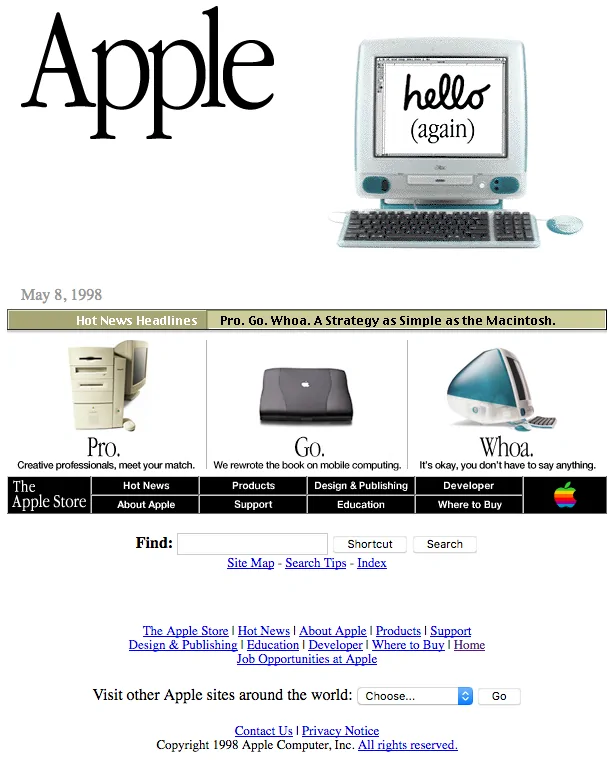 Apple
hello
(again)
May 8, 1998
Hot News Headlines Pro. Go. Whoa. A Strategy as Simple as the Macintosh.
Pro. Go. Whoa.
Creative professionals, meet your match. We rewrote the book on mobile computing. It's okay, you don't have to say anything.
The Apple Store
Hot News Products Design & Publishing Developer
About Apple Support Education Where to Buy
Find: Shortcut Search
Site Map - Search Tips - Index
The Apple Store | Hot News | About Apple | Products | Support
Design & Publishing | Education | Developer | Where to Buy | Home
Job Opportunities at Apple
Visit other Apple sites around the world: Choose... Go
Contact Us | Privacy Notice
Copyright 1998 Apple Computer, Inc. All rights reserved.